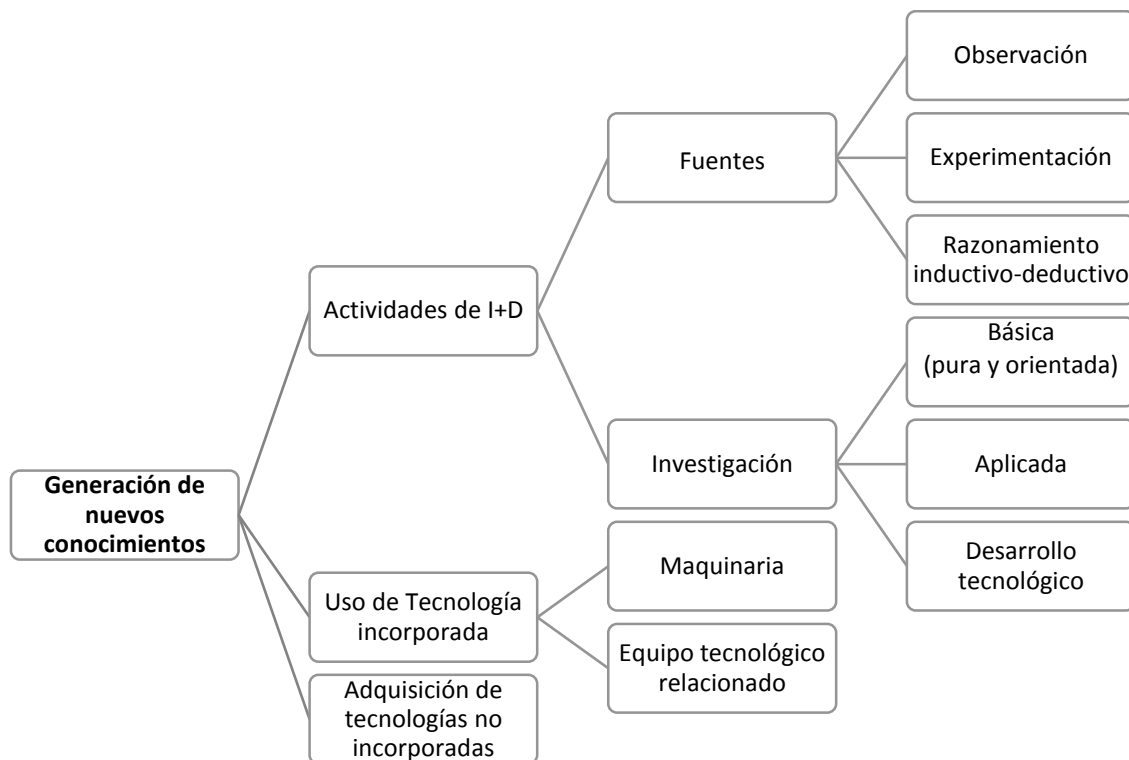 Generación de
nuevos
conocimientos
Actividades de I+D
Fuentes
Observación
Experimentación
Razonamiento
inductivo-deductivo
Investigación
Básica
(pura y orientada)
Aplicada
Desarrollo
tecnológico
Uso de Tecnología
incorporada
Maquinaria
Equipo tecnológico
relacionado
Adquisición de
tecnologías no
incorporadas